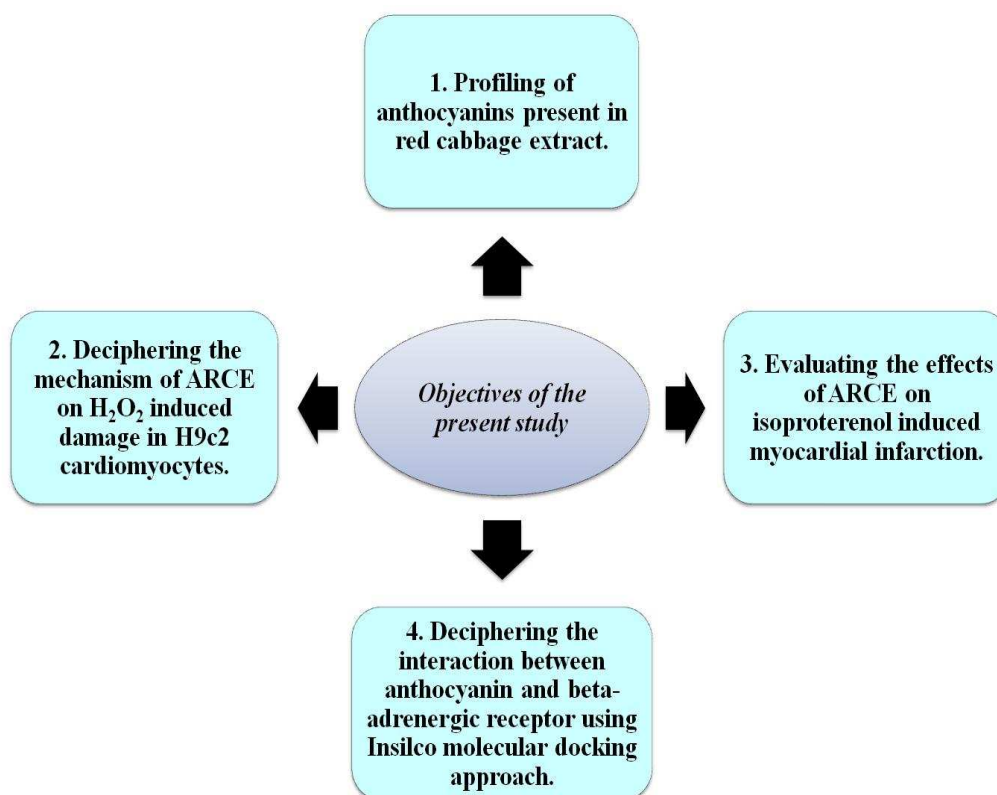 1. Profiling of
anthocyanins present in
red cabbage extract.
2. Deciphering the
mechanism of ARCE
on H₂O₂ induced
damage in H9c2
cardiomyocytes.
Objectives of the
present study
3. Evaluating the effects
of ARCE on
isoproterenol induced
myocardial infarction.
4. Deciphering the
interaction between
anthocyanin and beta-
adrenergic receptor using
Insilco molecular docking
approach.